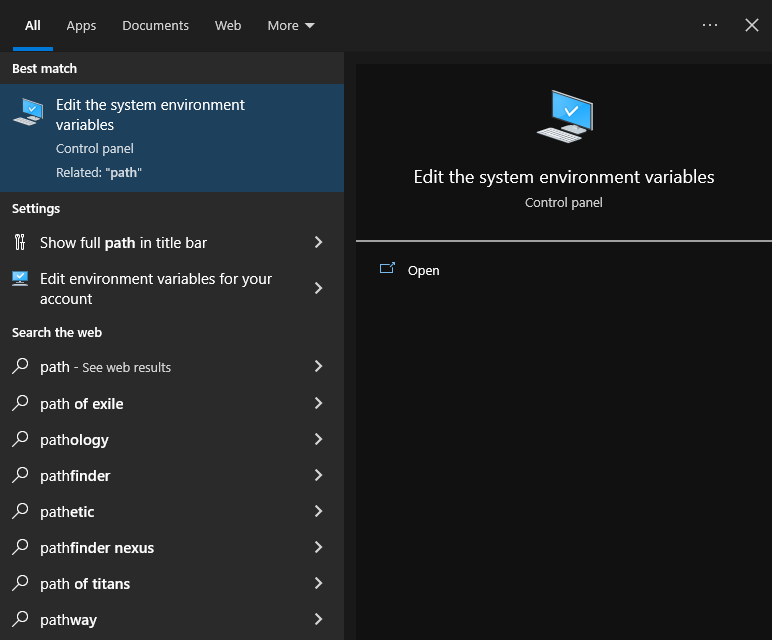 All Apps Documents Web More ···
Best match
Edit the system environment
variables
Control panel
Related: "path"
Settings
Show full path in title bar
Edit environment variables for your
account
Search the web
path - See web results
path of exile
pathology
pathfinder
pathetic
pathfinder nexus
path of titans
pathway
Edit the system environment variables
Control panel
Open